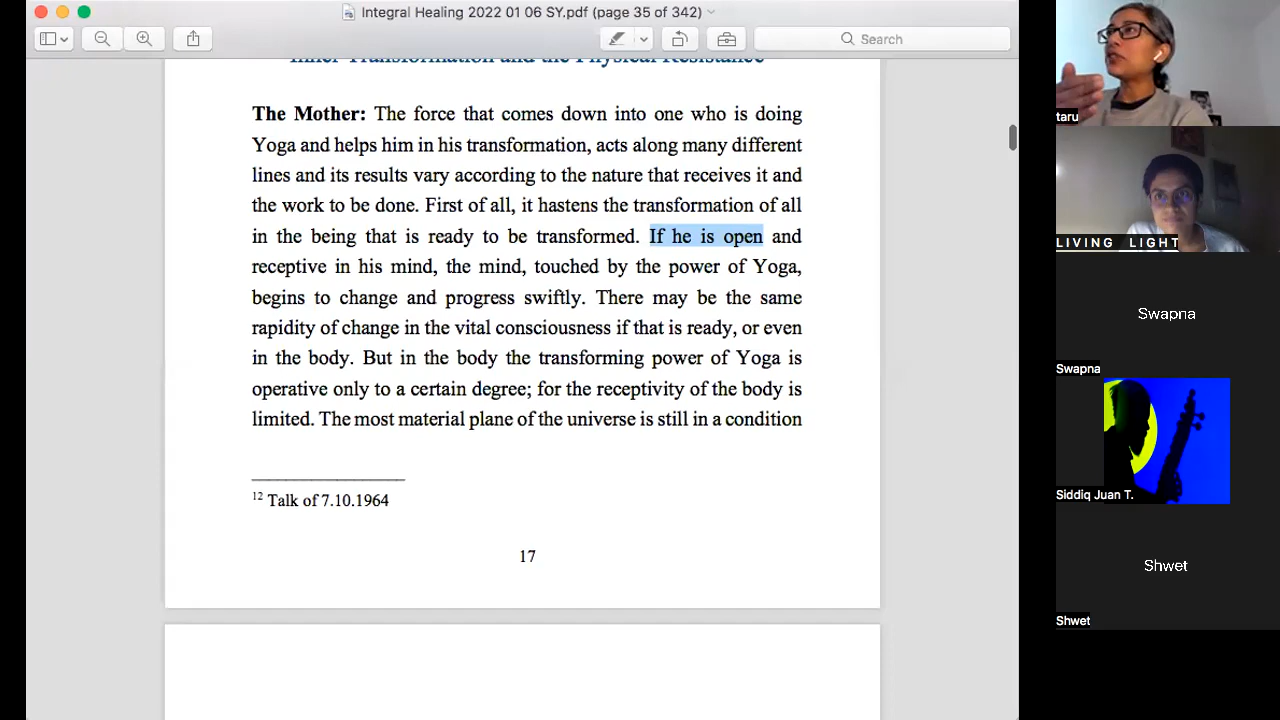 Integral Healing 2022 01 06 SY.pdf (page 35 of 342)
Search
Inner Transformation and the Physical Resistance
The Mother: The force that comes down into one who is doing
Yoga and helps him in his transformation, acts along many different
lines and its results vary according to the nature that receives it and
the work to be done. First of all, it hastens the transformation of all
in the being that is ready to be transformed. If he is open and
receptive in his mind, the mind, touched by the power of Yoga,
begins to change and progress swiftly. There may be the same
rapidity of change in the vital consciousness if that is ready, or even
in the body. But in the body the transforming power of Yoga is
operative only to a certain degree; for the receptivity of the body is
limited. The most material plane of the universe is still in a condition
12 Talk of 7.10.1964
17
taru
LIVING LIGHT
Swapna
Swapna
Siddiq Juan T.
Shwet
Shwet